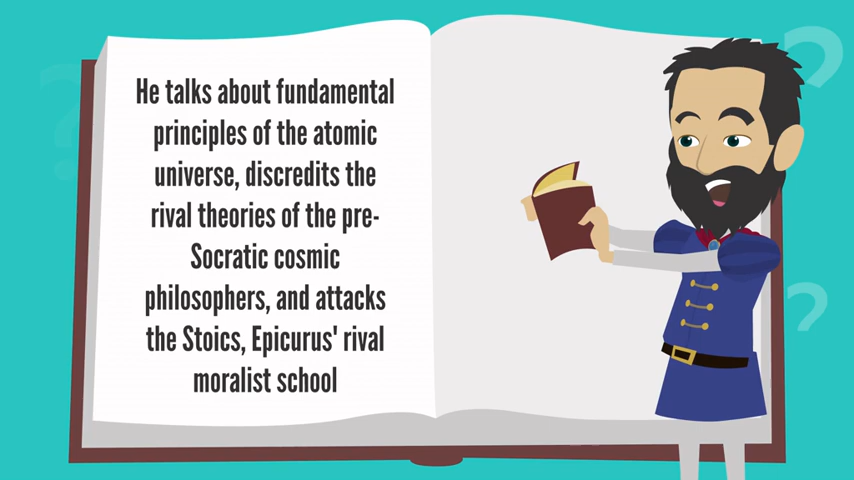 He talks about fundamental
principles of the atomic
universe, discredits the
rival theories of the pre-
Socratic cosmic
philosophers, and attacks
the Stoics, Epicurus' rival
moralist school